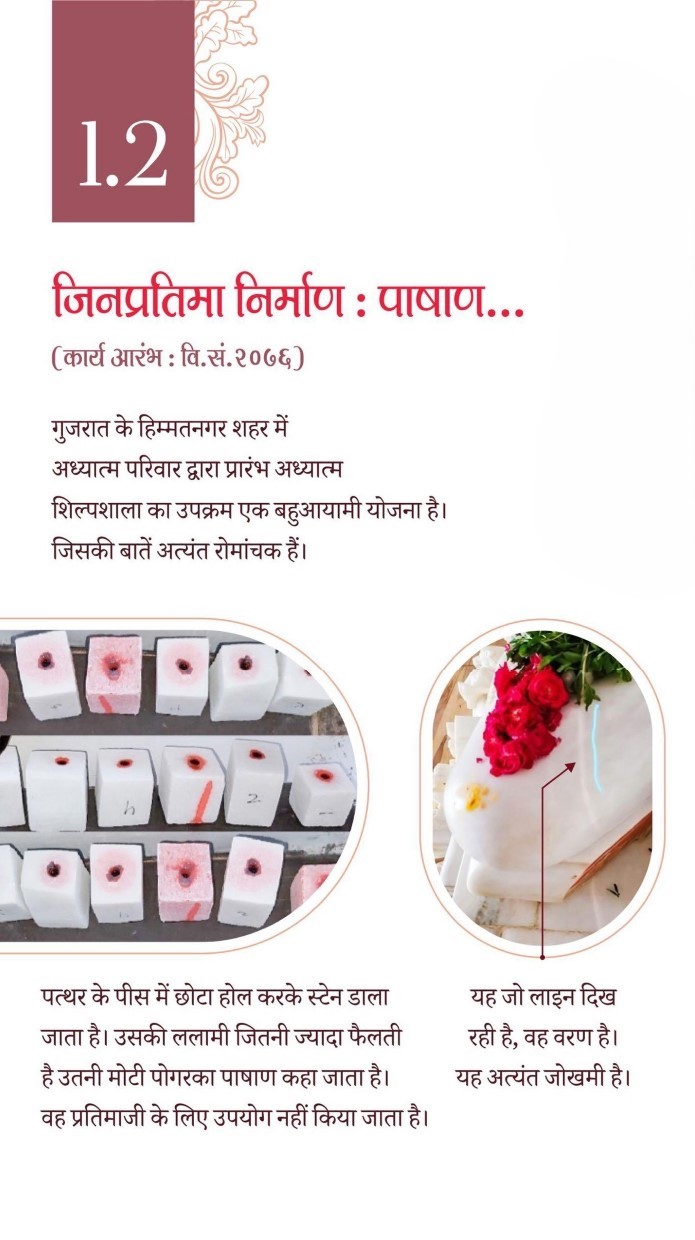 1.2
जिनप्रतिमा निर्माण : पाषाण...
(कार्य आरंभ : वि.सं.२०७६)
गुजरात के हिम्मतनगर शहर में
अध्यात्म परिवार द्वारा प्रारंभ अध्यात्म
शिल्पशाला का उपक्रम एक बहुआयामी योजना है।
जिसकी बातें अत्यंत रोमांचक हैं।
पत्थर के पीस में छोटा होल करके स्टेन डाला
जाता है। उसकी ललामी जितनी ज्यादा फैलती
है उतनी मोटी पोगरका पाषाण कहा जाता है।
वह प्रतिमाजी के लिए उपयोग नहीं किया जाता है।
यह जो लाइन दिख
रही है, वह वरण है।
यह अत्यंत जोखमी है।